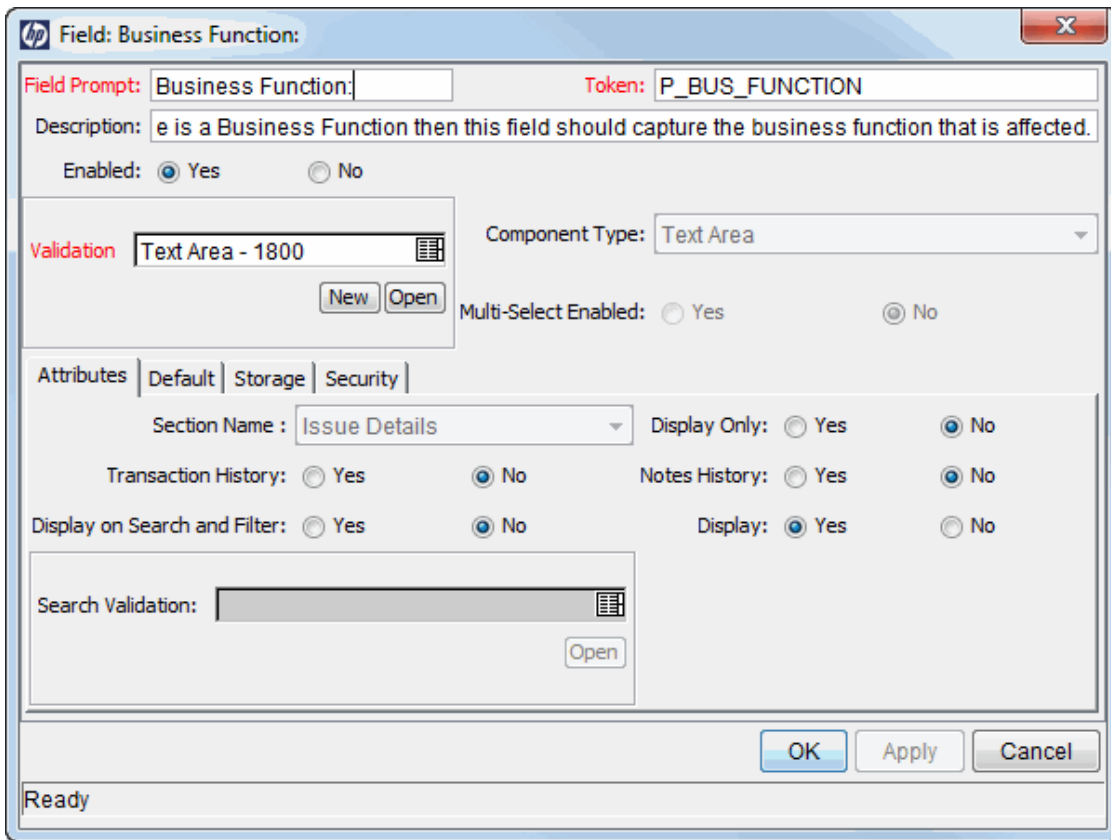 hp Field: Business Function:
Field Prompt: Business Function: Token: P_BUS_FUNCTION
Description: e is a Business Function then this field should capture the business function that is affected.
Enabled: Yes No
Validation Text Area - 1800 Component Type: Text Area
New Open Multi-Select Enabled: Yes No
Attributes Default Storage Security
Section Name : Issue Details Display Only: Yes No
Transaction History: Yes No Notes History: Yes No
Display on Search and Filter: Yes No Display: Yes No
Search Validation:
Open
OK Apply Cancel
Ready